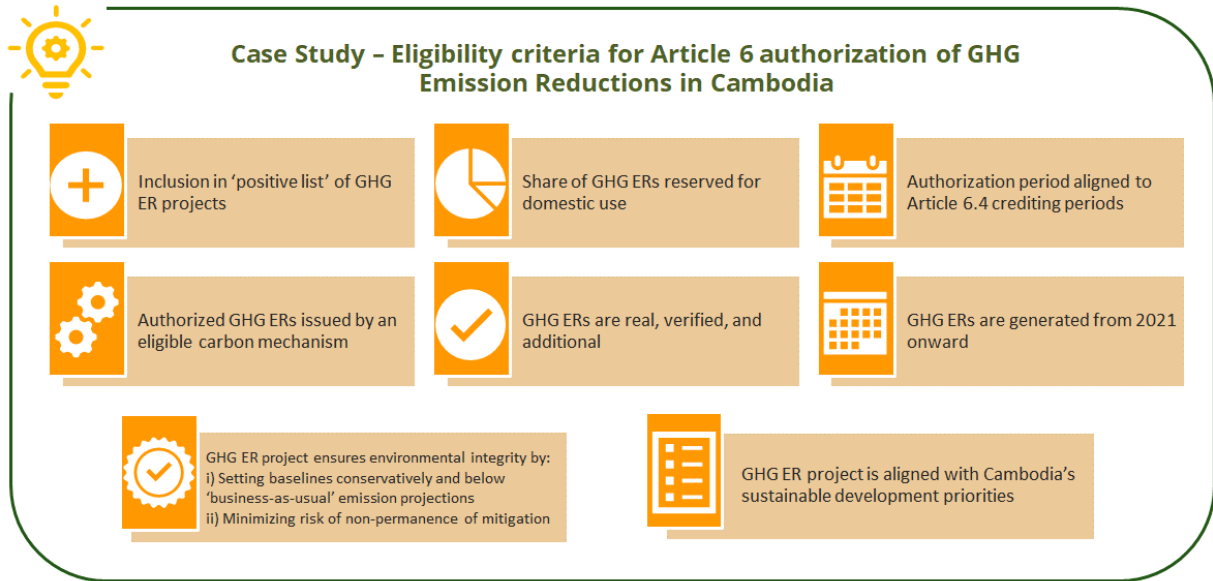 Case Study – Eligibility criteria for Article 6 authorization of GHG
Emission Reductions in Cambodia
Inclusion in ‘positive list’ of GHG
ER projects
Share of GHG ERs reserved for
domestic use
Authorization period aligned to
Article 6.4 crediting periods
Authorized GHG ERs issued by an
eligible carbon mechanism
GHG ERs are real, verified, and
additional
GHG ERs are generated from 2021
onward
GHG ER project ensures environmental integrity by:
i) Setting baselines conservatively and below
‘business-as-usual’ emission projections
ii) Minimizing risk of non-permanence of mitigation
GHG ER project is aligned with Cambodia’s
sustainable development priorities